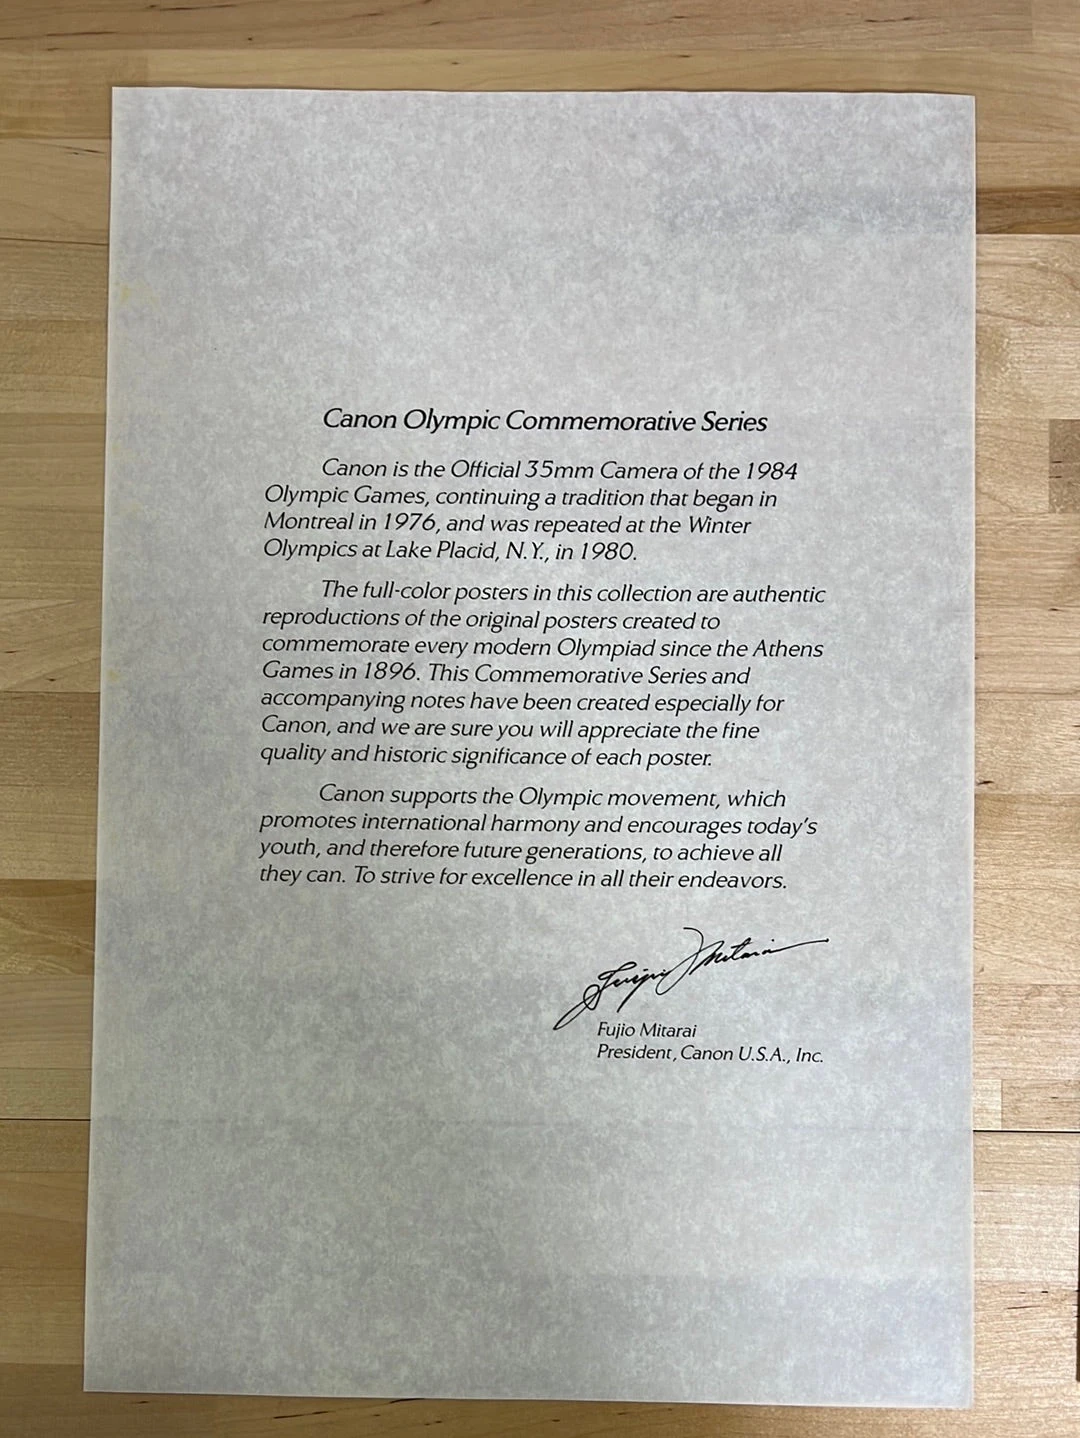 Canon Olympic Commemorative Series
Canon is the Official 35mm Camera of the 1984
Olympic Games, continuing a tradition that began in
Montreal in 1976, and was repeated at the Winter
Olympics at Lake Placid, N.Y., in 1980.
The full-color posters in this collection are authentic
reproductions of the original posters created to
commemorate every modern Olympiad since the Athens
Games in 1896. This Commemorative Series and
accompanying notes have been created especially for
Canon, and we are sure you will appreciate the fine
quality and historic significance of each poster.
Canon supports the Olympic movement, which
promotes international harmony and encourages today's
youth, and therefore future generations, to achieve all
they can. To strive for excellence in all their endeavors.
Fujio Mitarai
Fujio Mitarai
President, Canon U.S.A., Inc.